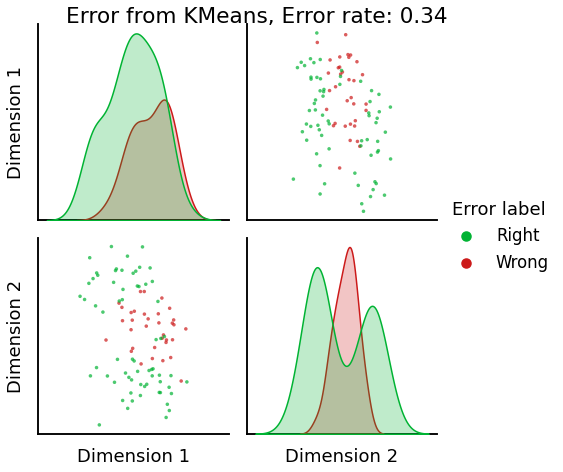 Error from KMeans, Error rate: 0.34
Dimension 1
Error label
Right
Wrong
Dimension 2
Dimension 1
Dimension 2